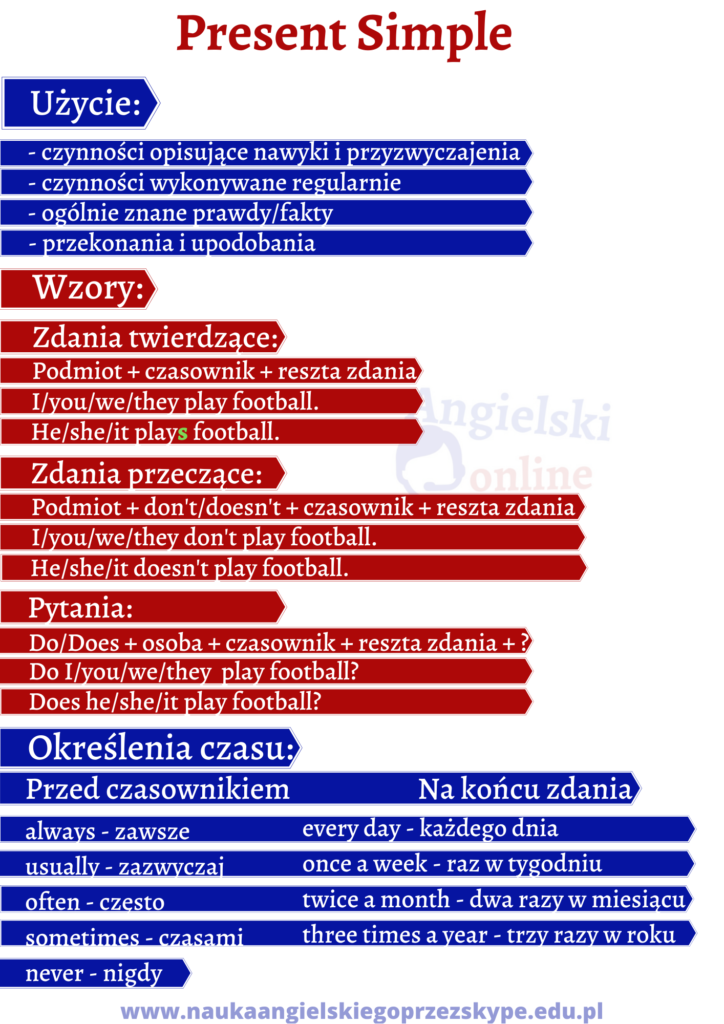 Present Simple
Użycie:
- czynności opisujące nawyki i przyzwyczajenia
- czynności wykonywane regularnie
- ogólnie znane prawdy/fakty
- przekonania i upodobania
Wzory:
Zdania twierdzące:
Podmiot + czasownik + reszta zdania
I/you/we/they play football.
He/she/it plays football.
Angielski
online
Zdania przeczące:
Podmiot + don't/doesn't + czasownik + reszta zdania
I/you/we/they don't play football.
He/she/it doesn't play football.
Pytania:
Do/Does + osoba + czasownik + reszta zdania + ?
Do I/you/we/they play football?
Does he/she/it play football?
Określenia czasu:
Przed czasownikiem Na końcu zdania
always - zawsze every day - każdego dnia
usually - zazwyczaj once a week - raz w tygodniu
often - często twice a month - dwa razy w miesiącu
sometimes - czasami three times a year - trzy razy w roku
never - nigdy
www.naukaangielskiegoprzezskype.edu.pl